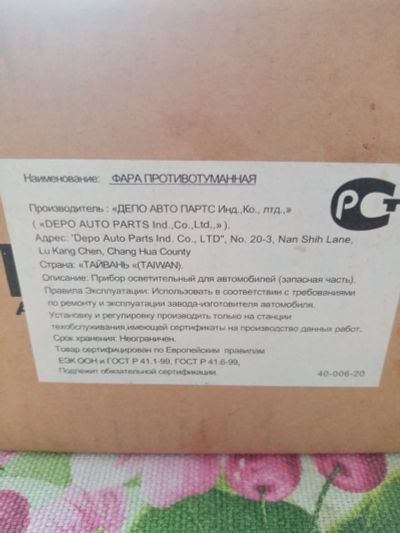 Наименование: ФАРА ПРОТИВОТУМАННАЯ
РСТ
Производитель : «ДЕПО АВТО ПАРТС Инд.,Ко., лтд.,»
( «DEPO AUTO PARTS Ind.,Co.,Ltd.,»).
Адрес: "Depo Auto Parts Ind. Co., LTD", No. 20-3, Nan Shih Lane,
Lu Kang Chen, Chang Hua County
Страна: «ТАЙВАНЬ «(TAIWAN).
Описание: Прибор осветительный для автомобилей (запасная часть).
Правила Эксплуатации: Использовать в соответствии с требованиями
по ремонту и эксплуатации завода-изготовителя автомобиля.
Установку и регулировку производить только на станции
техобслуживания,имеющей сертификаты на производство данных работ.
Срок хранения: Неограничен.
Товар сертифицирован по Европейским правилам
ЕЭК ООН и ГОСТ Р 41.1-99, ГОСТ Р 41.6-99,
Подлежит обязательной сертификации.
40-006-20